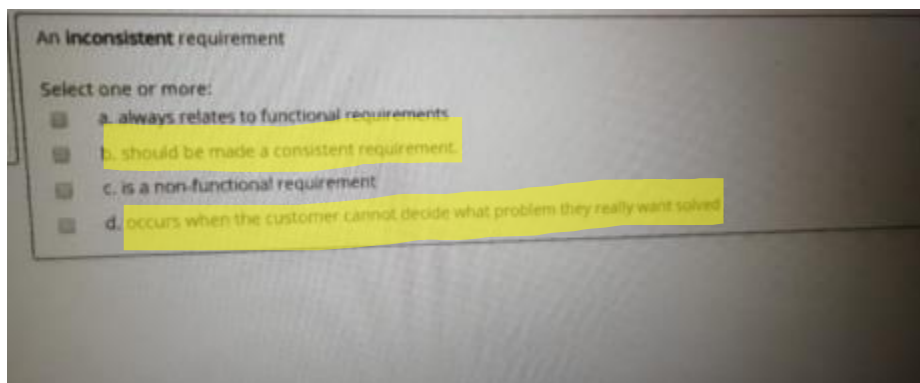 An inconsistent requirement
Select one or more:
a. always relates to functional requirements
b. should be made a consistent requirement.
c. is a non-functional requirement
d. occurs when the customer cannot decide what problem they really want solved